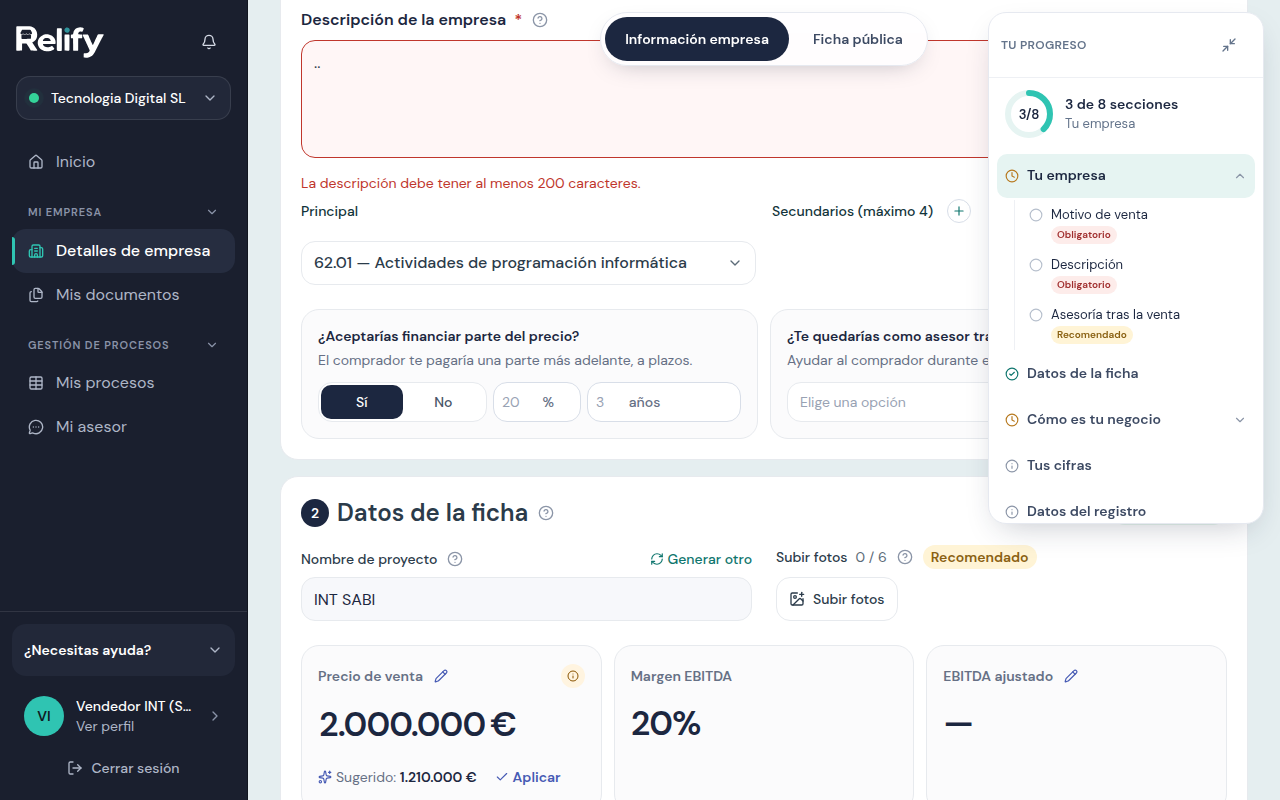 Relify
Tecnologia Digital SL
Inicio
MI EMPRESA
Detalles de empresa
Mis documentos
GESTIÓN DE PROCESOS
Mis procesos
Mi asesor
¿Necesitas ayuda?
VI
Vendedor INT (S...
Ver perfil
Cerrar sesión
Información empresa
Ficha pública
Descripción de la empresa *
..
La descripción debe tener al menos 200 caracteres.
Principal
Secundarios (máximo 4)
62.01 — Actividades de programación informática
¿Aceptarías financiar parte del precio?
El comprador te pagaría una parte más adelante, a plazos.
Sí
No
20 %
3 años
¿Te quedarías como asesor tra
Ayudar al comprador durante e
Elige una opción
2 Datos de la ficha
Nombre de proyecto
Generar otro
INT SABI
Subir fotos 0 / 6 Recomendado
Subir fotos
Precio de venta
2.000.000 €
Sugerido: 1.210.000 € Aplicar
Margen EBITDA
20%
EBITDA ajustado
—
TU PROGRESO
3/8
3 de 8 secciones
Tu empresa
Tu empresa
Motivo de venta
Obligatorio
Descripción
Obligatorio
Asesoría tras la venta
Recomendado
Datos de la ficha
Cómo es tu negocio
Tus cifras
Datos del registro